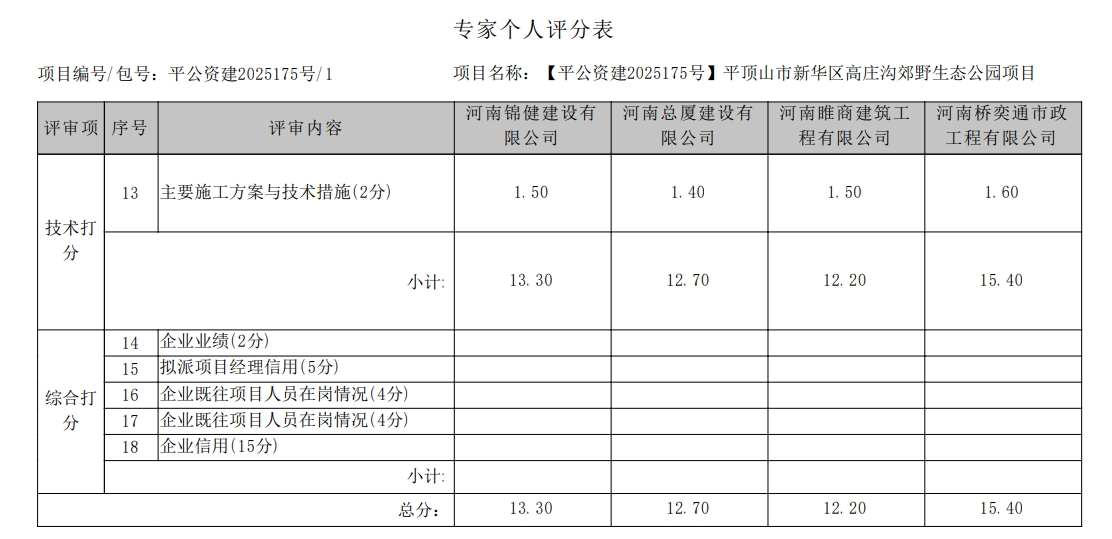 专家个人评分表
项目编号/包号：平公资建2025175号/1 项目名称：【平公资建2025175号】平顶山市新华区高庄沟郊野生态公园项目
评审项 序号 评审内容 河南锦健建设有限公司 河南总厦建设有限公司 河南睢商建筑工程有限公司 河南桥奕通市政工程有限公司
技术打分
13 主要施工方案与技术措施(2分) 1.50 1.40 1.50 1.60
小计: 13.30 12.70 12.20 15.40
综合打分
14 企业业绩(2分)
15 拟派项目经理信用(5分)
16 企业既往项目人员在岗情况(4分)
17 企业既往项目人员在岗情况(4分)
18 企业信用(15分)
小计:
总分： 13.30 12.70 12.20 15.40